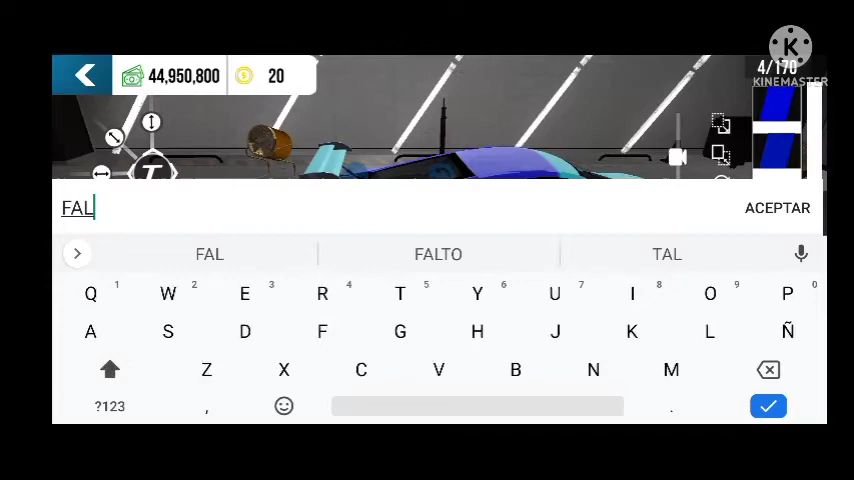 K
44,950,800
20
4/170
KINEMASTER
T
FAL
ACEPTAR
FAL FALTO TAL
Q 1 W 2 E 3 R 4 T 5 Y 6 U 7 I 8 O 9 P 0
A S D F G H J K L Ñ
Z X C V B N M
?123 , .